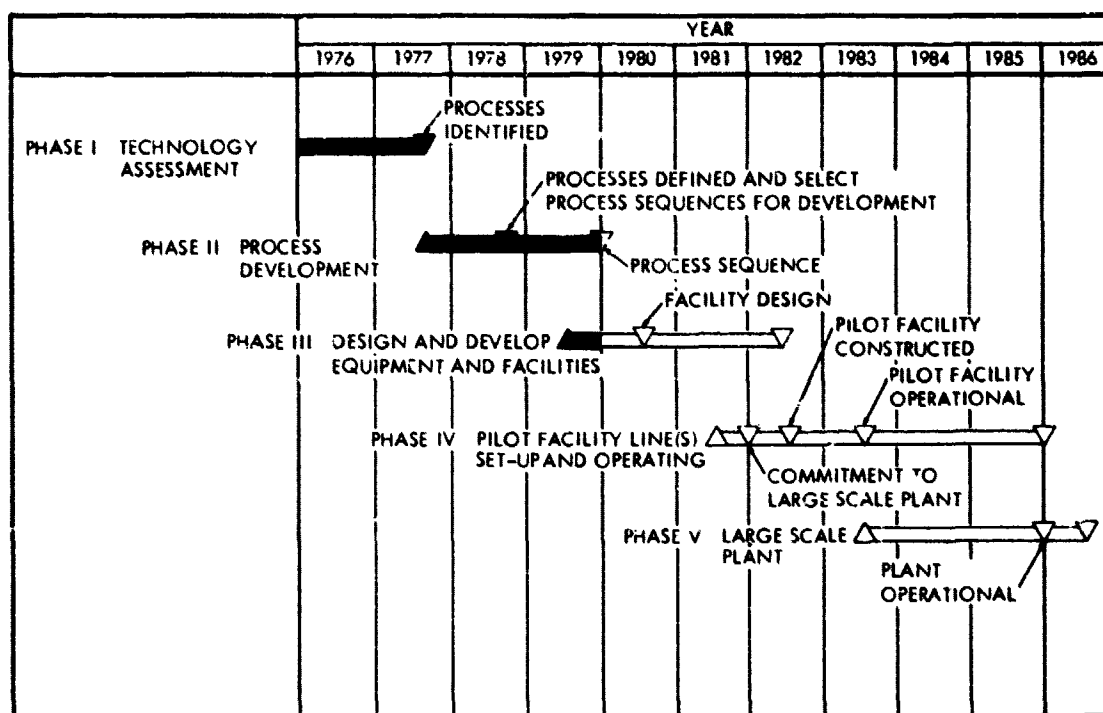 YEAR
1976 1977 1978 1979 1980 1981 1982 1983 1984 1985 1986
PROCESSES
IDENTIFIED
PHASE I TECHNOLOGY
ASSESSMENT
PROCESSES DEFINED AND SELECT
PROCESS SEQUENCES FOR DEVELOPMENT
PHASE II PROCESS
DEVELOPMENT
PROCESS SEQUENCE
FACILITY DESIGN
PHASE III DESIGN AND DEVELOP
EQUIPMENT AND FACILITIES
PILOT FACILITY
CONSTRUCTED
PILOT FACILITY
OPERATIONAL
PHASE IV PILOT FACILITY LINE(S)
SET-UP AND OPERATING
COMMITMENT TO
LARGE SCALE PLANT
PHASE V LARGE SCALE
PLANT
PLANT
OPERATIONAL